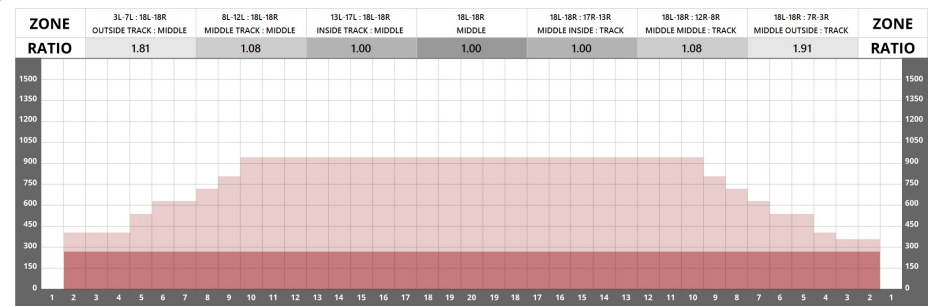 ZONE 3L-7L : 18L-18R 8L-12L : 18L-18R 13L-17L : 18L-18R 18L-18R 18L-18R : 17R-13R 18L-18R : 12R-8R 18L-18R : 7R-3R ZONE
OUTSIDE TRACK : MIDDLE MIDDLE TRACK : MIDDLE INSIDE TRACK : MIDDLE MIDDLE MIDDLE INSIDE : TRACK MIDDLE MIDDLE : TRACK MIDDLE OUTSIDE : TRACK
RATIO 1.81 1.08 1.00 1.00 1.00 1.08 1.91 RATIO
1500 1500
1350 1350
1200 1200
1050 1050
900 900
750 750
600 600
450 450
300 300
150 150
0 0
1 2 3 4 5 6 7 8 9 10 11 12 13 14 15 16 17 18 19 20 19 18 17 16 15 14 13 12 11 10 9 8 7 6 5 4 3 2 1